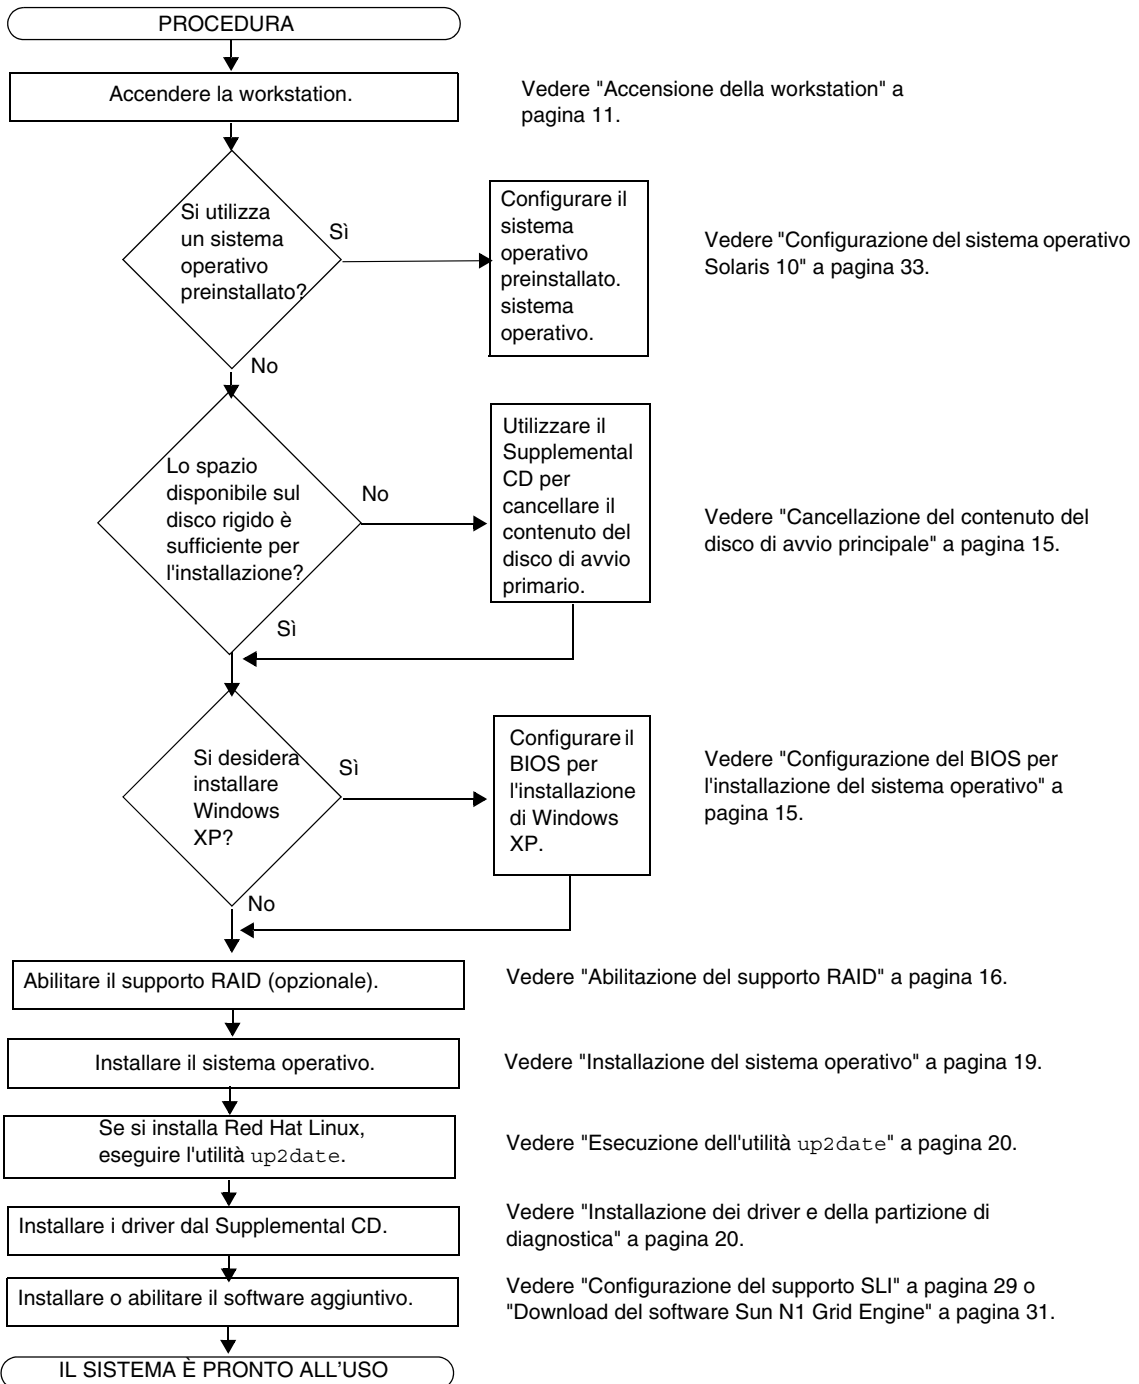 PROCEDURA
Accendere la workstation.
Vedere "Accensione della workstation" a
pagina 11.
Si utilizza
un sistema
operativo
preinstallato?
Sì
Configurare il
sistema
operativo
preinstallato.
sistema
operativo.
Vedere "Configurazione del sistema operativo
Solaris 10" a pagina 33.
No
Lo spazio
disponibile sul
disco rigido è
sufficiente per
l'installazione?
No
Utilizzare il
Supplemental
CD per
cancellare il
contenuto del
disco di avvio
primario.
Vedere "Cancellazione del contenuto del
disco di avvio principale" a pagina 15.
Sì
Si desidera
installare
Windows
XP?
Sì
Configurare il
BIOS per
l'installazione
di Windows
XP.
Vedere "Configurazione del BIOS per
l'installazione del sistema operativo" a
pagina 15.
No
Abilitare il supporto RAID (opzionale).
Vedere "Abilitazione del supporto RAID" a pagina 16.
Installare il sistema operativo.
Vedere "Installazione del sistema operativo" a pagina 19.
Se si installa Red Hat Linux,
eseguire l'utilità up2date.
Vedere "Esecuzione dell'utilità up2date" a pagina 20.
Installare i driver dal Supplemental CD.
Vedere "Installazione dei driver e della partizione di
diagnostica" a pagina 20.
Installare o abilitare il software aggiuntivo.
Vedere "Configurazione del supporto SLI" a pagina 29 o
"Download del software Sun N1 Grid Engine" a pagina 31.
IL SISTEMA È PRONTO ALL’USO